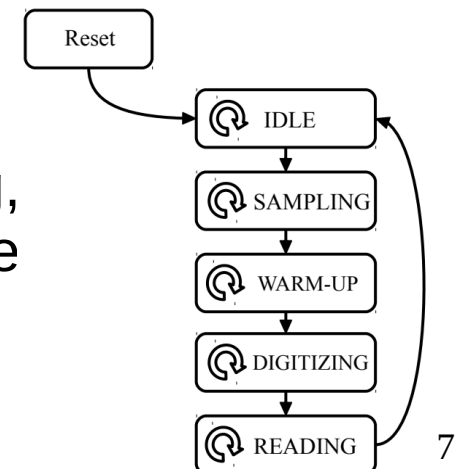 Reset
IDLE
g,
SAMPLING
e
WARM-UP
DIGITIZING
READING
7